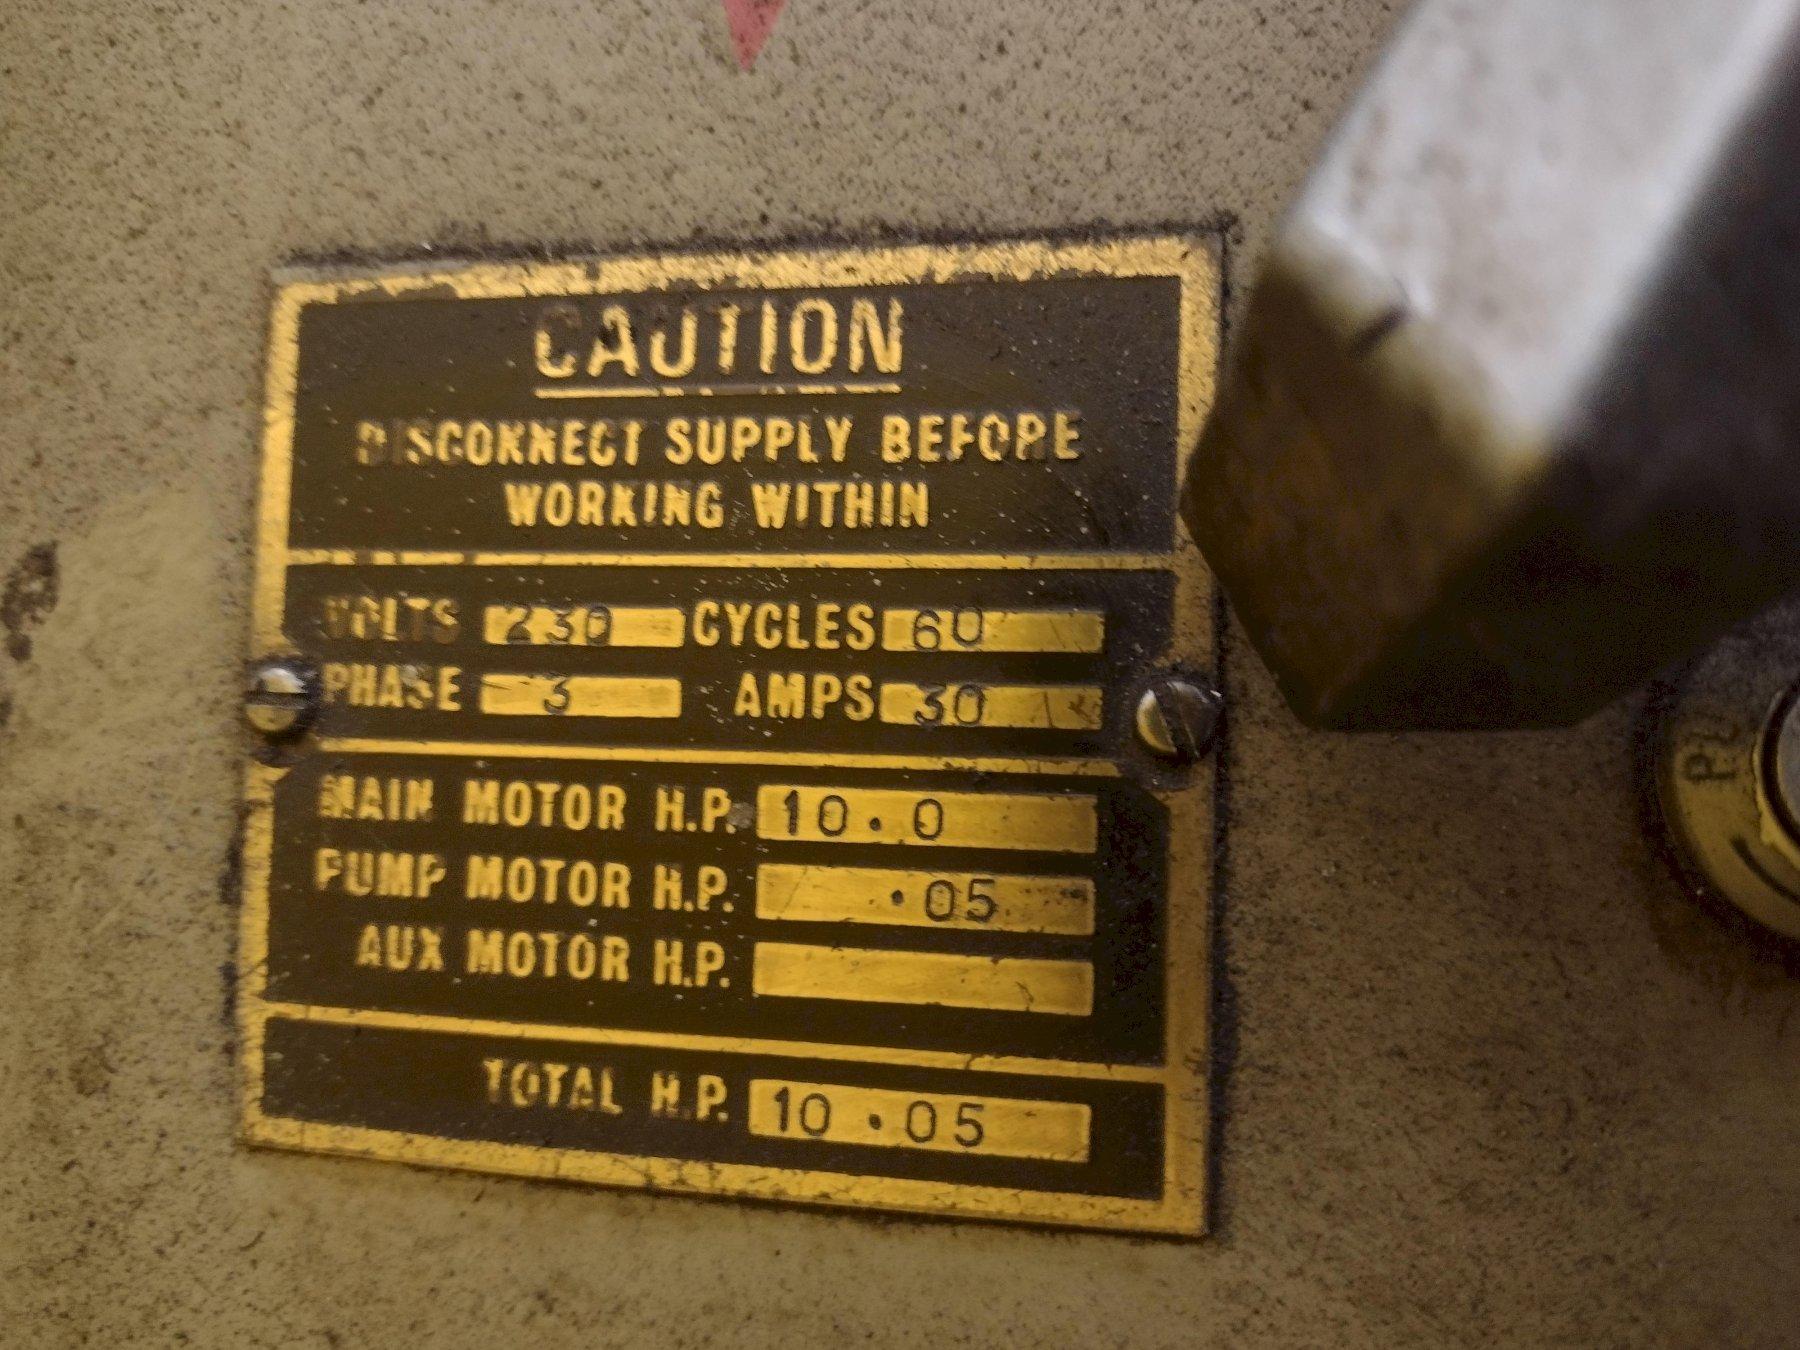 CAUTION
DISCONNECT SUPPLY BEFORE
WORKING WITHIN
VOLTS 230 CYCLES 60
PHASE 3 AMPS 30
MAIN MOTOR H.P. 10.0
PUMP MOTOR H.P. .05
AUX MOTOR H.P.
TOTAL H.P. 10.05